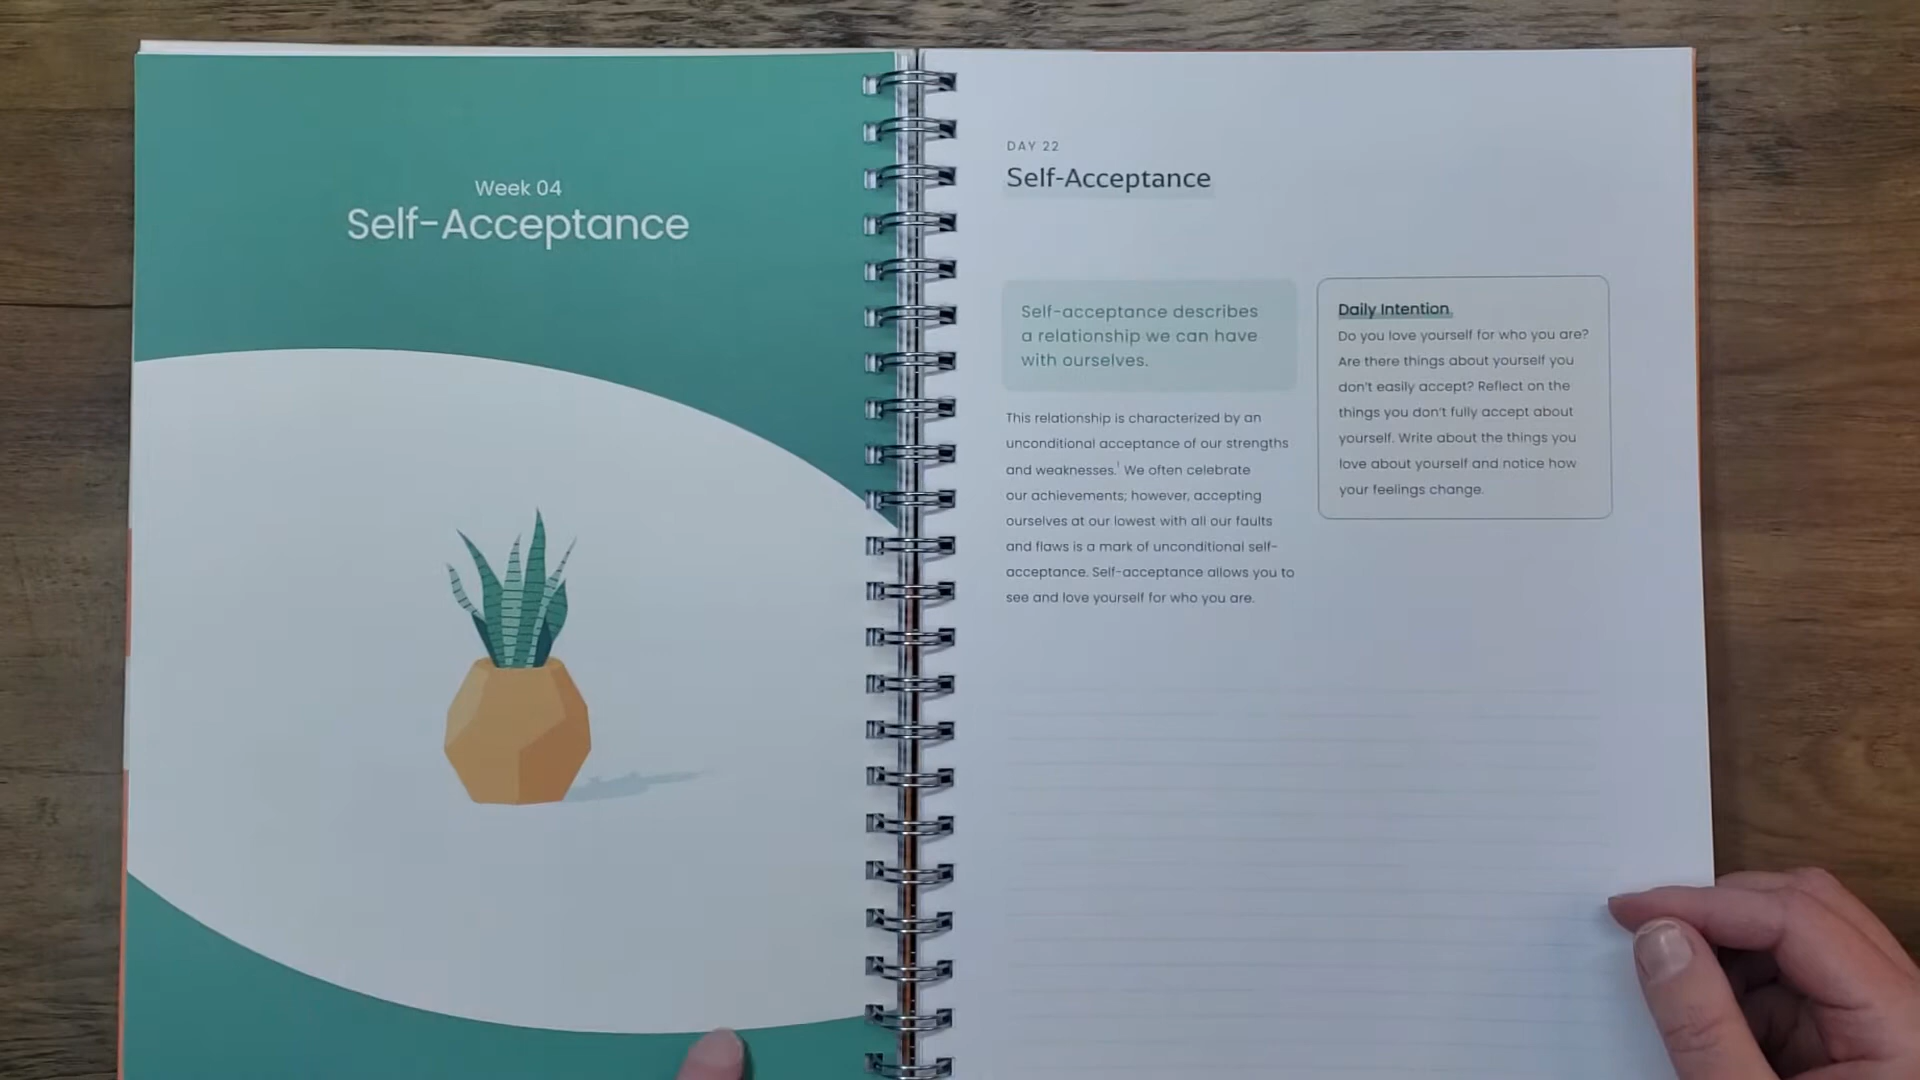 Week 04
Self-Acceptance
DAY 22
Self-Acceptance
Self-acceptance describes
a relationship we can have
with ourselves.
This relationship is characterized by an
unconditional acceptance of our strengths
and weaknesses.¹ We often celebrate
our achievements; however, accepting
ourselves at our lowest with all our faults
and flaws is a mark of unconditional self-
acceptance. Self-acceptance allows you to
see and love yourself for who you are.
Daily Intention
Do you love yourself for who you are?
Are there things about yourself you
don't easily accept? Reflect on the
things you don't fully accept about
yourself. Write about the things you
love about yourself and notice how
your feelings change.